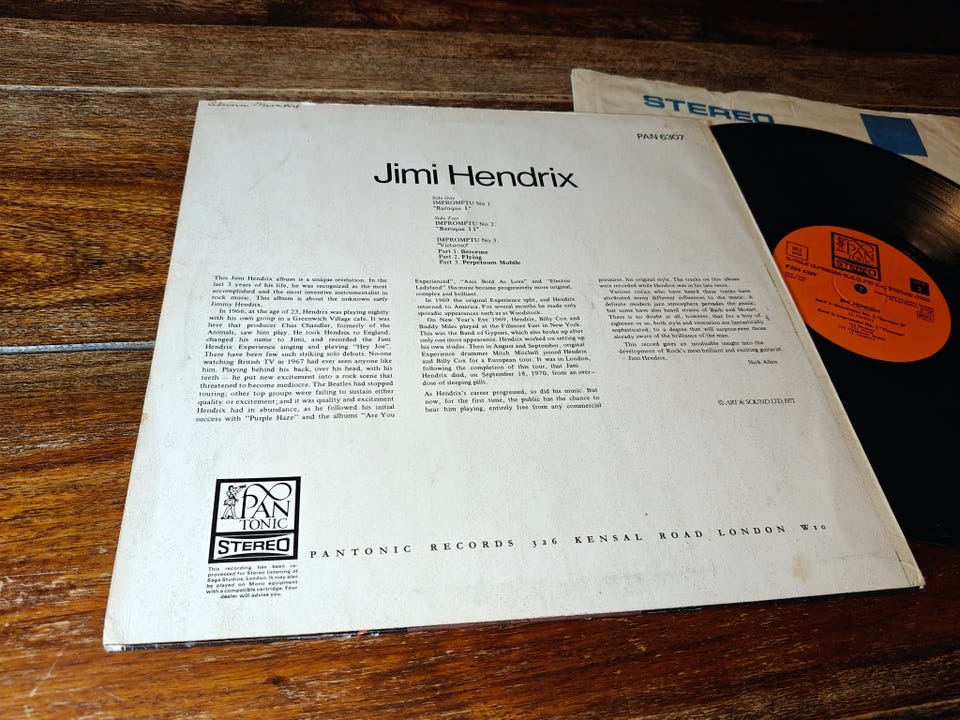 STEREO
PAN 6307
Jimi Hendrix
Side One
IMPROMPTU No 1.
"Baroque 1"
Side Two
IMPROMPTU No 2.
"Baroque 11"
IMPROMPTU No 3.
"Virtuoso"
Part 1. Berceuse
Part 2. Flying
Part 3. Perpetuum Mobile
This Jimi Hendrix album is a unique revelation. In the
last 3 years of his life, he was recognised as the most
accomplished and the most inventive instrumentalist in
rock music. This album is about the unknown early
Jimmy Hendrix.
In 1966, at the age of 23, Hendrix was playing nightly
with his own group in a Greenwich Village cafe. It was
here that producer Chas Chandler, formerly of the
Animals, saw him play. He took Hendrix to England,
changed his name to Jimi, and recorded the Jimi
Hendrix Experience singing and playing "Hey Joe".
There have been few such striking solo debuts. No-one
watching British TV in 1967 had ever seen anyone like
him. Playing behind his back, over his head, with his
teeth — he put new excitement into a rock scene that
threatened to become mediocre. The Beatles had stopped
touring; other top groups were failing to sustain either
quality or excitement; and it was quality and excitement
Hendrix had in abundance, as he followed his initial
success with "Purple Haze" and the albums "Are You
Experienced", "Axis Bold As Love" and "Electric
Ladyland". His music became progressively more original,
complex and brilliant.
In 1969 the original Experience split, and Hendrix
returned to America. For several months he made only
sporadic appearances such as at Woodstock.
On New Year's Eve 1969, Hendrix, Billy Cox and
Buddy Miles played at the Fillmore East in New York.
This was the Band of Gypsies, which also broke up after
only one more appearance. Hendrix worked on setting up
his own studio. Then in August and September, original
Experience drummer Mitch Mitchell joined Hendrix
and Billy Cox for a European tour. It was in London,
following the completion of this tour, that Jimi
Hendrix died, on September 18, 1970, from an over—
dose of sleeping pills.
As Hendrix's career progressed, so did his music. But
now, for the first time, the public has the chance to
hear him playing, entirely free from any commercial
pressures, his original style. The tracks on this album
were recorded while Hendrix was in his late teens.
Various critics who have heard these tracks have
attributed many different influences to the music. A
definite modern jazz atmosphere pervades the music,
but some have also heard strains of Bach and Mozart.
There is no doubt at all, however, that for a boy of
eighteen or so, both style and execution are fantastically
sophisticated, to a degree that will surprise even those
already aware of the brilliance of the man.
This record gives an invaluable insight into the
development of Rock's most brilliant and exciting guitarist
— Jimi Hendrix.
Nick Allen
© ART & SOUND LTD. 1971
PAN
TONIC
STEREO
PANTONIC RECORDS 326 KENSAL ROAD LONDON W10
This recording has been re-
processed for Stereo listening at
Saga Studios, London. It may also
be played on Mono equipment
with a compatible cartridge. Your
dealer will advise you.
PAN
STEREO
PAN 6307
JIMI HENDRIX